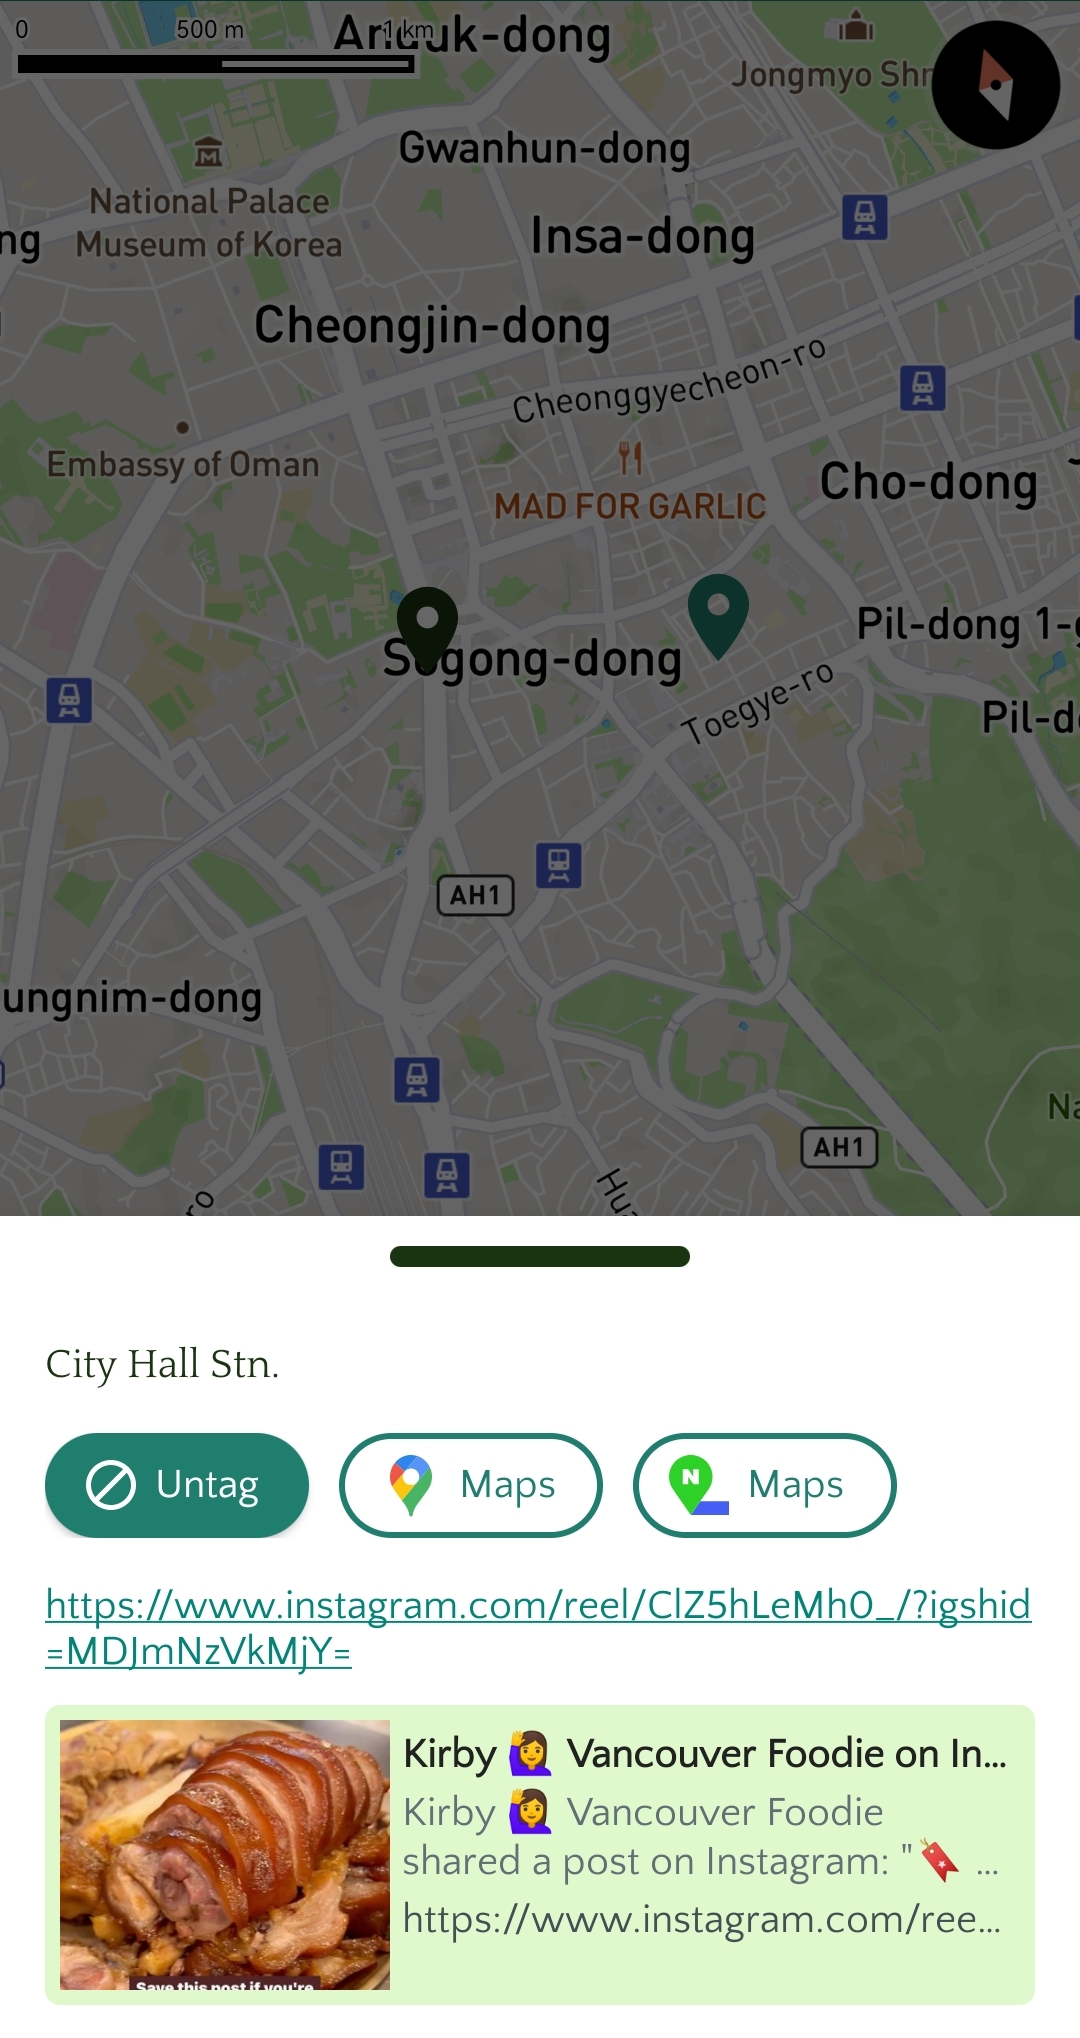 0 500 m 1 km
Jongmyo Shr
Gwanhun-dong
National Palace
Museum of Korea
ng
Insa-dong
Cheongjin-dong
Cheonggyecheon-ro
Embassy of Oman
MAD FOR GARLIC
Cho-dong
Sogong-dong
Pil-dong 1-g
Toegye-ro
Pil-d
AH1
ungnim-dong
AH1
Na
ro
City Hall Stn.
Untag
Maps
N Maps
https://www.instagram.com/reel/ClZ5hLeMh0_/?igshid
=MDJmNzVkMjY=
Kirby 🙋‍♀️ Vancouver Foodie on In...
Kirby 🙋‍♀️ Vancouver Foodie
shared a post on Instagram: "🔖 ...
https://www.instagram.com/ree...
Save this post if you're